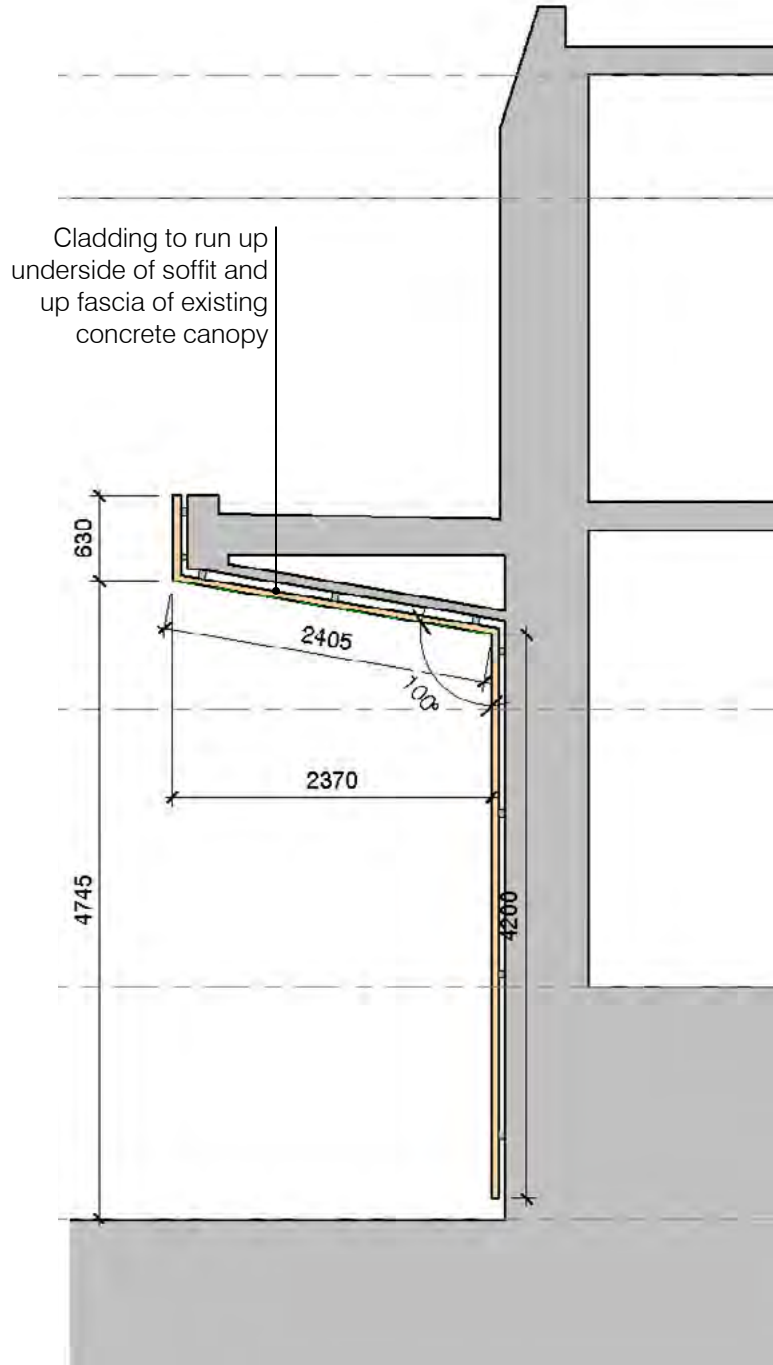 Cladding to run up
underside of soffit and
up fascia of existing
concrete canopy
630
2405
100°
2370
4745
4200